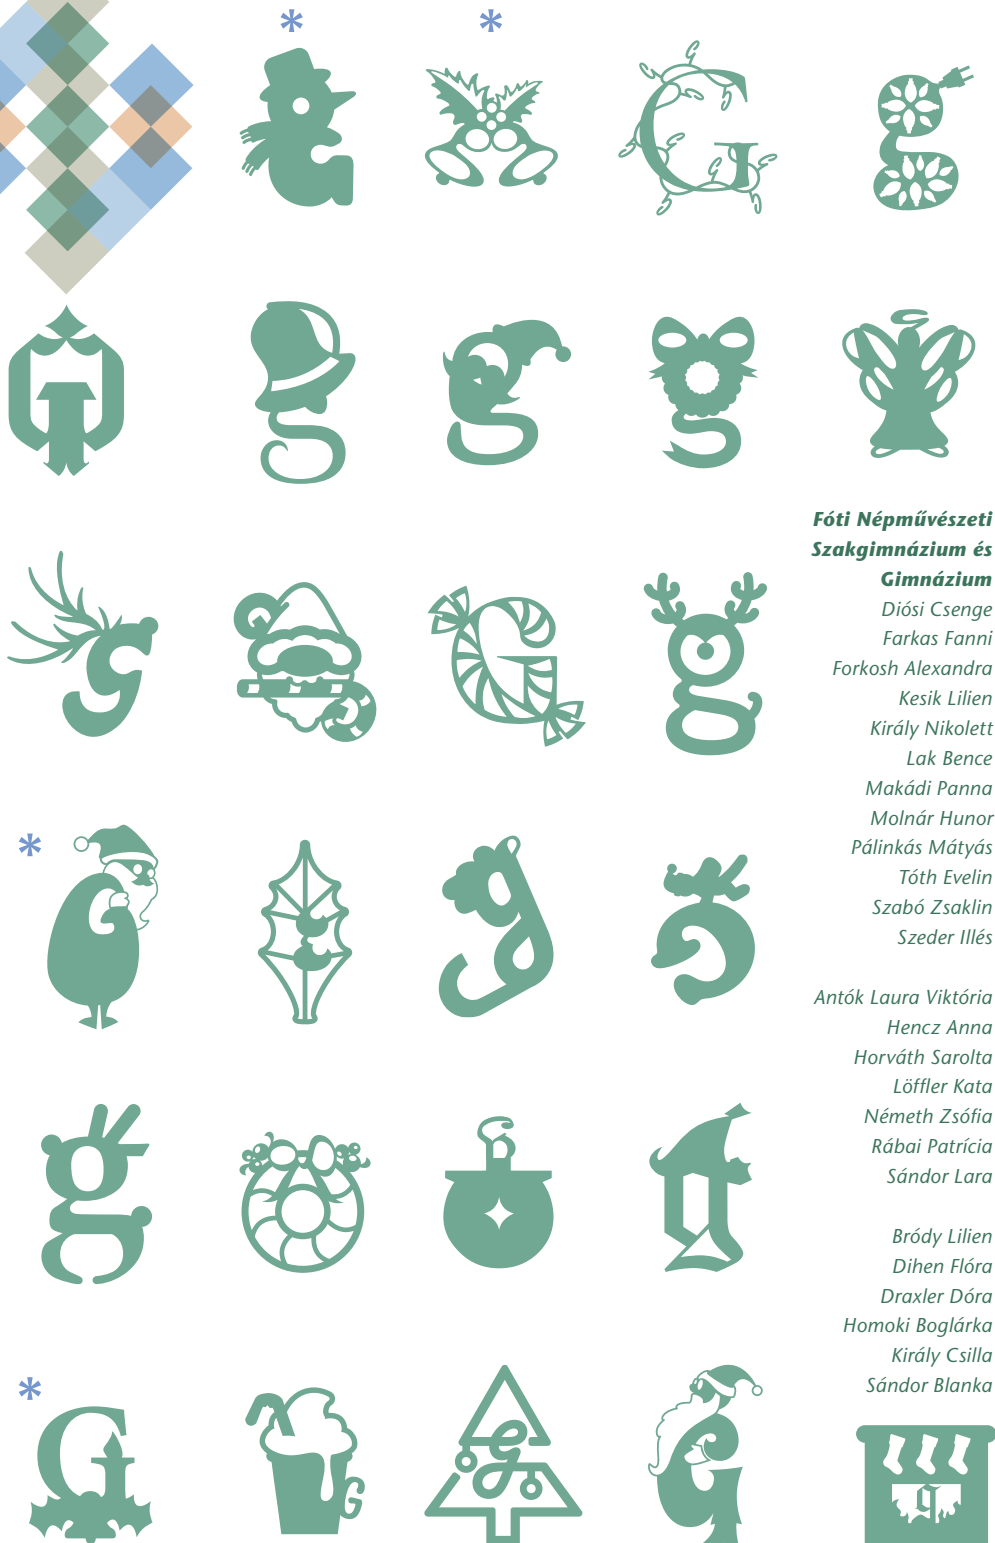 *
*
Fóti Népművészeti
Szakgimnázium és
Gimnázium
Diósi Csenge
Farkas Fanni
Forkosh Alexandra
Kesik Lilien
Király Nikolett
Lak Bence
Makádi Panna
Molnár Hunor
Pálinkás Mátyás
Tóth Evelin
Szabó Zsaklin
Szeder Illés
*
Antók Laura Viktória
Hencz Anna
Horváth Sarolta
Löffler Kata
Németh Zsófia
Rábai Patrícia
Sándor Lara
Bródy Lilien
Dihen Flóra
Draxler Dóra
Homoki Boglárka
Király Csilla
Sándor Blanka
*